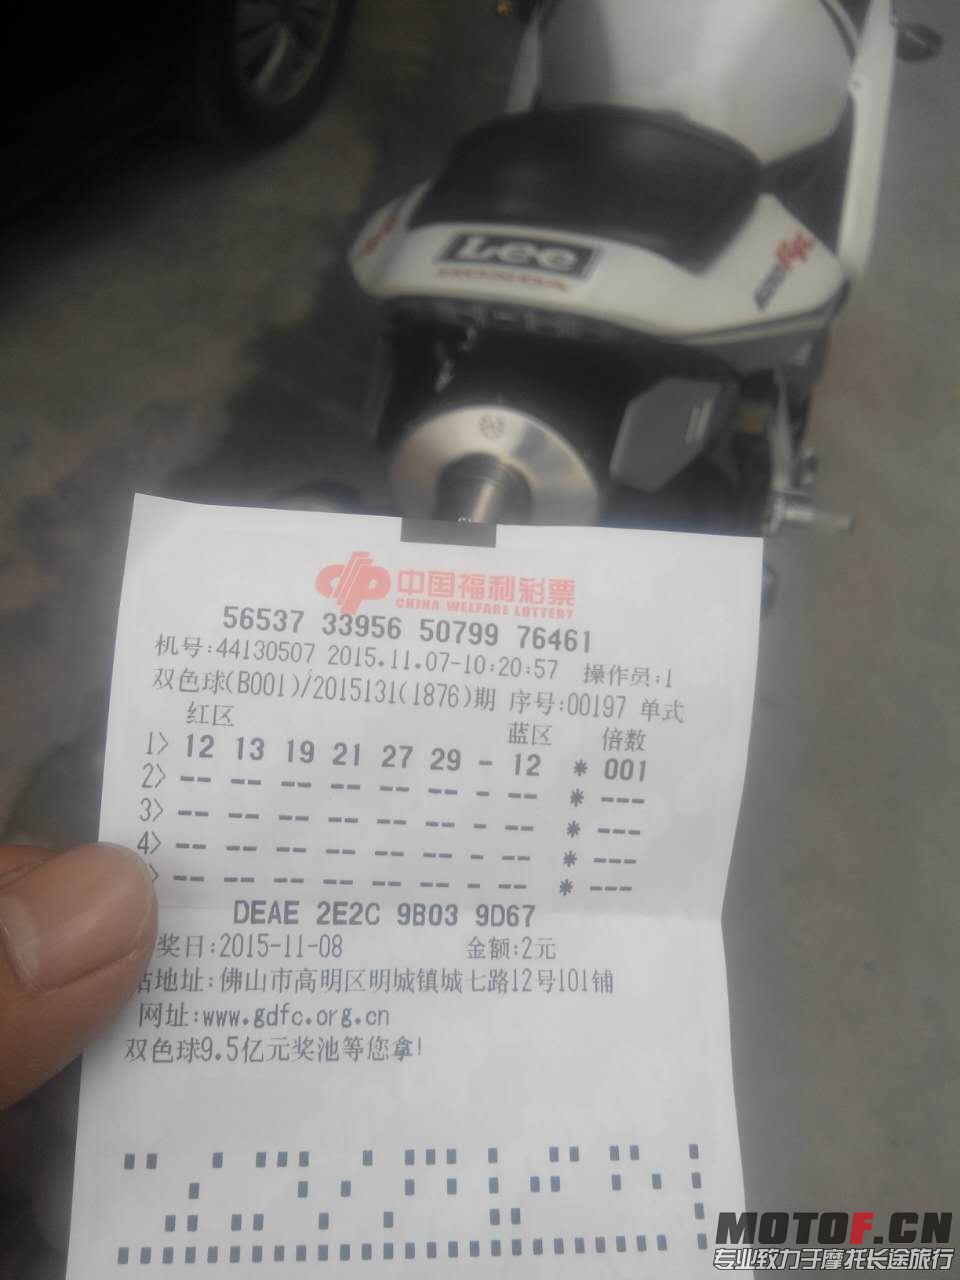 Lee
HONDA
中国福利彩票
CHINA WELFARE LOTTERY
56537 33956 50799 76461
机号:44130507 2015.11.07-10:20:57 操作员:1
双色球(B001)/2015131(1876)期 序号:00197 单式
红区 蓝区 倍数
1> 12 13 19 21 27 29 - 12 * 001
2> -- -- -- -- -- -- - -- * ---
3> -- -- -- -- -- -- - -- * ---
4> -- -- -- -- -- -- - -- * ---
> -- -- -- -- -- -- - -- * ---
DEAE 2E2C 9B03 9D67
奖日:2015-11-08 金额:2元
站地址:佛山市高明区明城镇城七路12号101铺
网址:www.gdfc.org.cn
双色球9.5亿元奖池等您拿!
MOTOF.CN
专业致力于摩托长途旅行